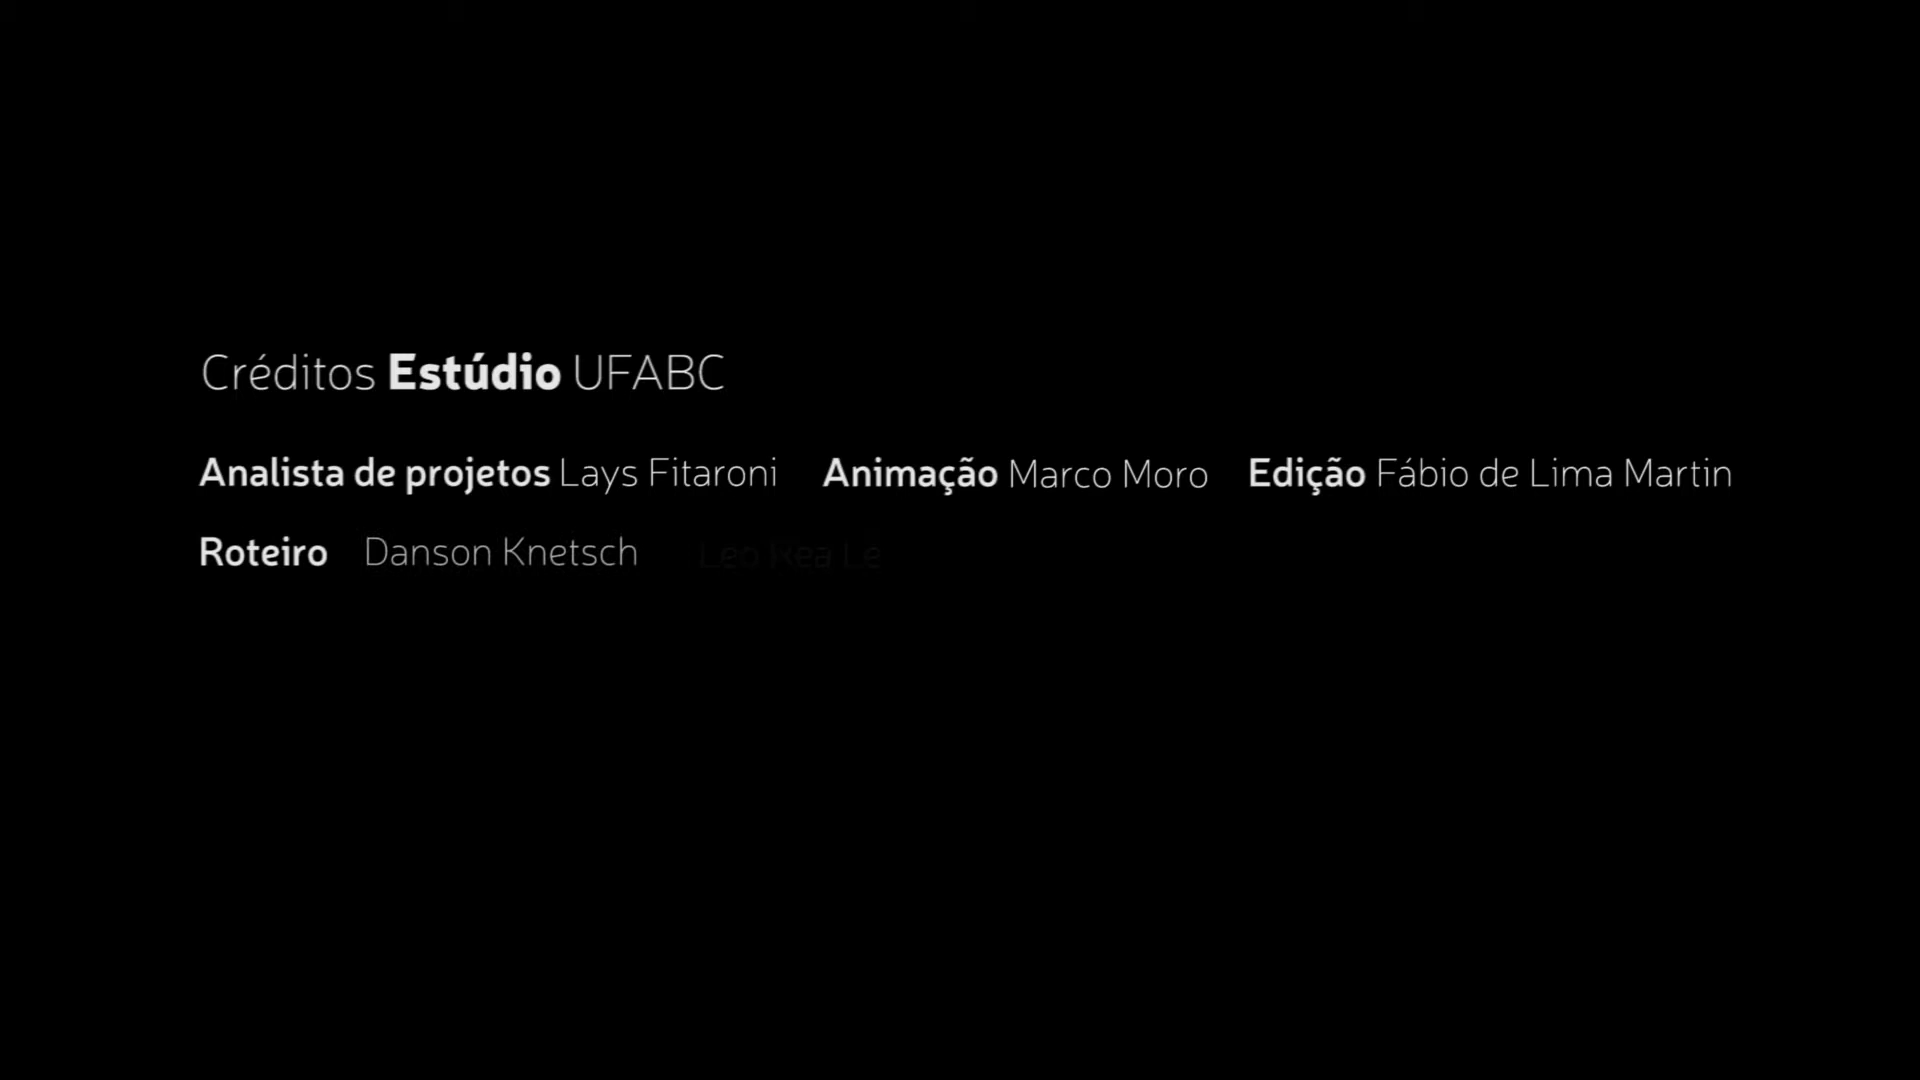 Créditos Estúdio UFABC
Analista de projetos Lays Fitaroni Animação Marco Moro Edição Fábio de Lima Martin
Roteiro Danson Knetsch